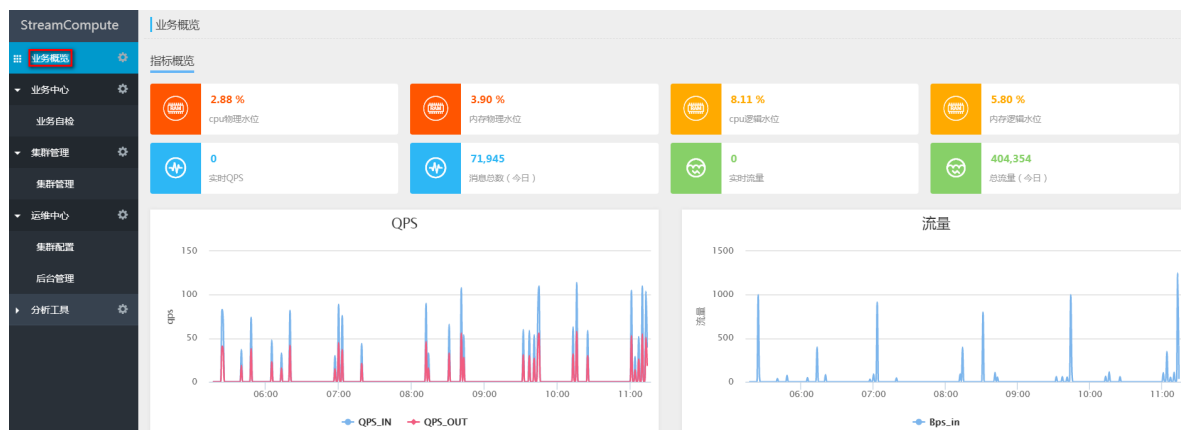 StreamCompute
业务概览
业务中心
业务自检
集群管理
集群管理
运维中心
集群配置
后台管理
分析工具
业务概览
指标概览
2.88 %
cpu物理水位
3.90 %
内存物理水位
8.11 %
cpu逻辑水位
5.80 %
内存逻辑水位
0
实时QPS
71,945
消息总数（今日）
0
实时流量
404,354
总流量（今日）
QPS
qps
150
100
50
0
06:00 07:00 08:00 09:00 10:00 11:00
QPS_IN QPS_OUT
流量
流量
1500
1000
500
0
06:00 07:00 08:00 09:00 10:00 11:00
Bps_in